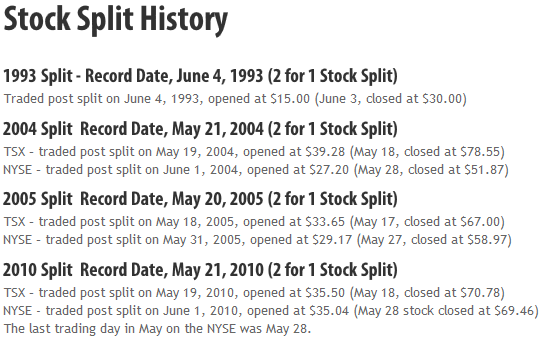 Stock Split History
1993 Split - Record Date, June 4, 1993 (2 for 1 Stock Split)
Traded post split on June 4, 1993, opened at $15.00 (June 3, closed at $30.00)
2004 Split Record Date, May 21, 2004 (2 for 1 Stock Split)
TSX - traded post split on May 19, 2004, opened at $39.28 (May 18, closed at $78.55)
NYSE - traded post split on June 1, 2004, opened at $27.20 (May 28, closed at $51.87)
2005 Split Record Date, May 20, 2005 (2 for 1 Stock Split)
TSX - traded post split on May 18, 2005, opened at $33.65 (May 17, closed at $67.00)
NYSE - traded post split on May 31, 2005, opened at $29.17 (May 27, closed at $58.97)
2010 Split Record Date, May 21, 2010 (2 for 1 Stock Split)
TSX - traded post split on May 19, 2010, opened at $35.50 (May 18, closed at $70.78)
NYSE - traded post split on June 1, 2010, opened at $35.04 (May 28 stock closed at $69.46)
The last trading day in May on the NYSE was May 28.